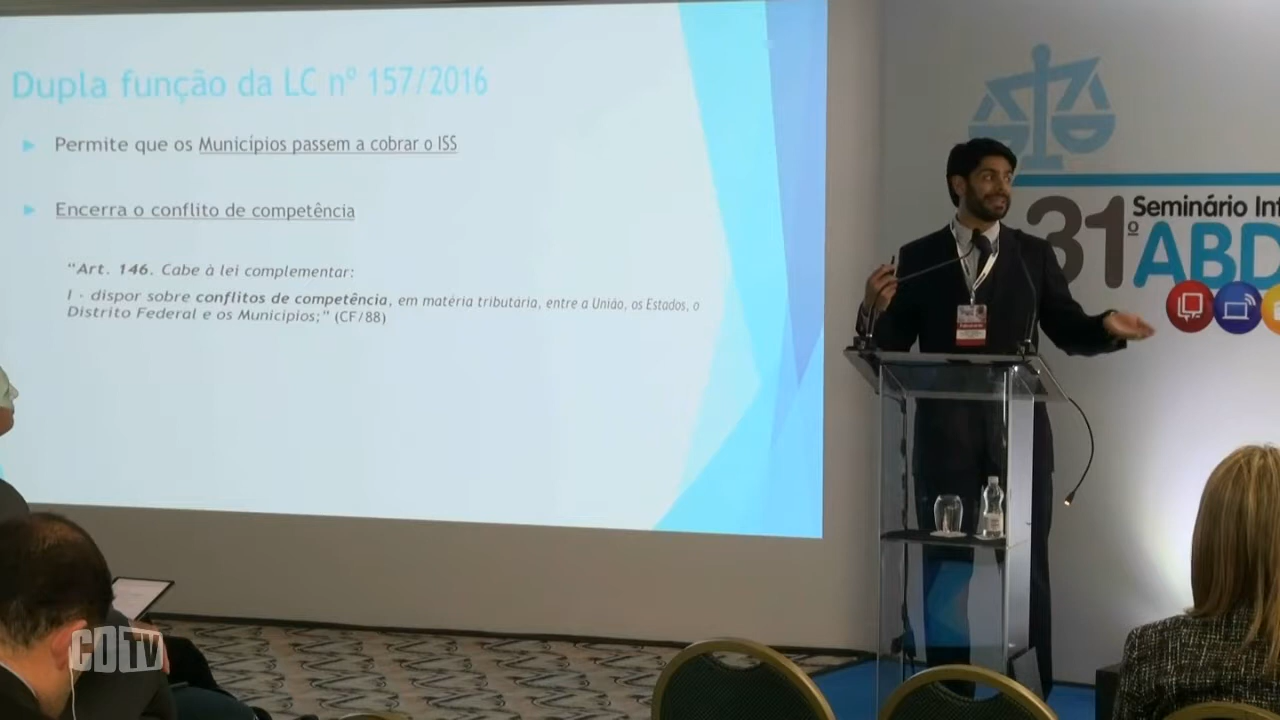 Dupla função da LC nº 157/2016
Permite que os Municípios passem a cobrar o ISS
Encerra o conflito de competência
“Art. 146. Cabe à lei complementar:
I - dispor sobre conflitos de competência, em matéria tributária, entre a União, os Estados, o
Distrito Federal e os Municípios;” (CF/88)
31º
Seminário Int
ABD
CDTV